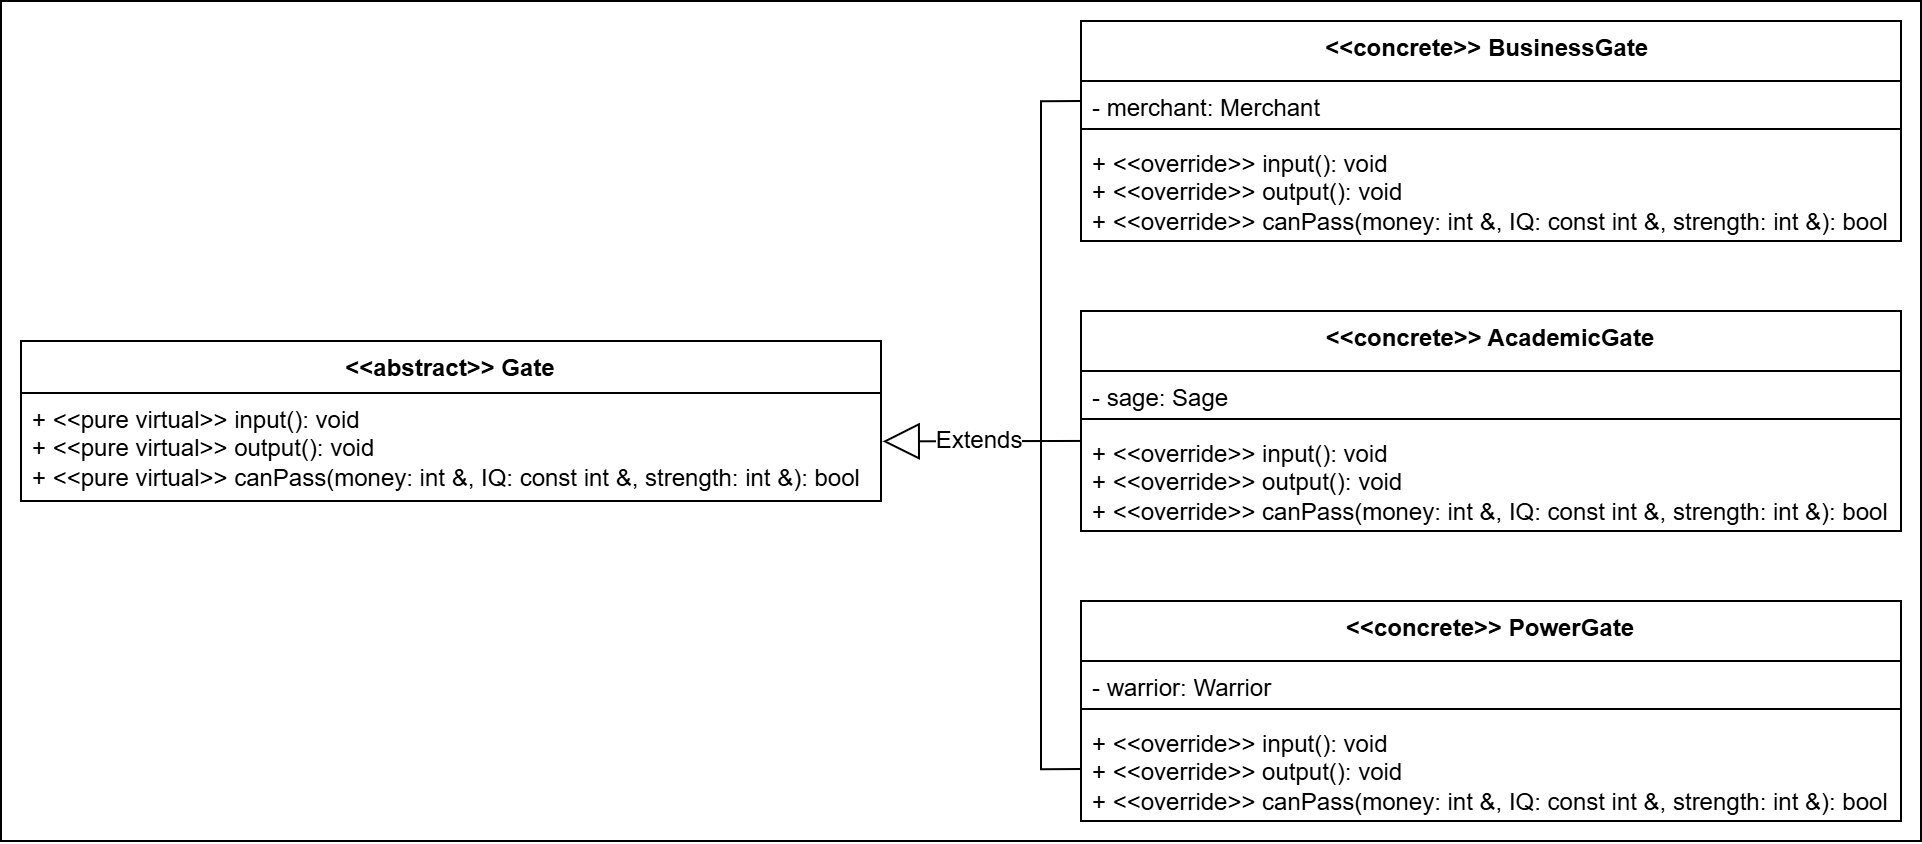 <<abstract>> Gate
+ <<pure virtual>> input(): void
+ <<pure virtual>> output(): void
+ <<pure virtual>> canPass(money: int &, IQ: const int &, strength: int &): bool
Extends
<<concrete>> BusinessGate
- merchant: Merchant
+ <<override>> input(): void
+ <<override>> output(): void
+ <<override>> canPass(money: int &, IQ: const int &, strength: int &): bool
<<concrete>> AcademicGate
- sage: Sage
+ <<override>> input(): void
+ <<override>> output(): void
+ <<override>> canPass(money: int &, IQ: const int &, strength: int &): bool
<<concrete>> PowerGate
- warrior: Warrior
+ <<override>> input(): void
+ <<override>> output(): void
+ <<override>> canPass(money: int &, IQ: const int &, strength: int &): bool